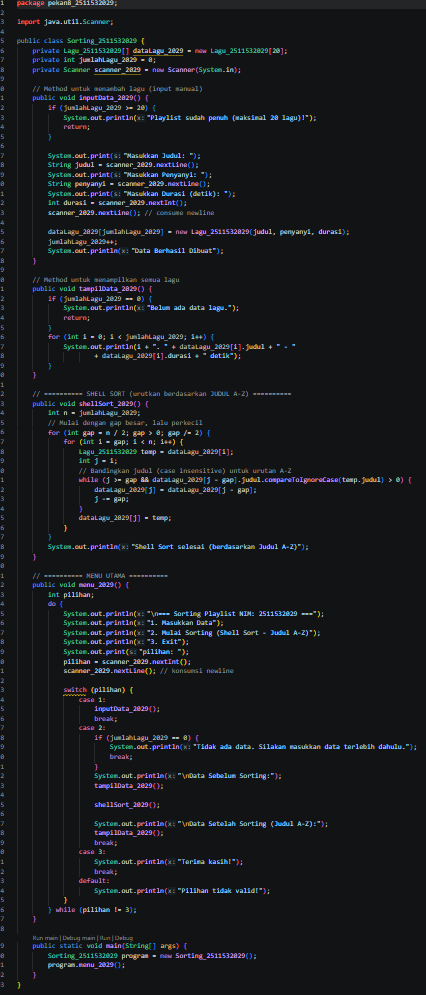 package pekan8_2511532029;
import java.util.Scanner;
public class Sorting_2511532029 {
    private Lagu_2511532029[] dataLagu_2029 = new Lagu_2511532029[20];
    private int jumlahLagu_2029 = 0;
    private Scanner scanner_2029 = new Scanner(System.in);
    // Method untuk menambah lagu (input manual)
    public void inputData_2029() {
        if (jumlahLagu_2029 >= 20) {
            System.out.println(x:"Playlist sudah penuh (maksimal 20 lagu)!");
            return;
        }
        System.out.print(s:"Masukkan Judul: ");
        String judul = scanner_2029.nextLine();
        System.out.print(s:"Masukkan Penyanyi: ");
        String penyanyi = scanner_2029.nextLine();
        System.out.print(s:"Masukkan Durasi (detik): ");
        int durasi = scanner_2029.nextInt();
        scanner_2029.nextLine(); // consume newline
        dataLagu_2029[jumlahLagu_2029] = new Lagu_2511532029(judul, penyanyi, durasi);
        jumlahLagu_2029++;
        System.out.println(x:"Data Berhasil Dibuat");
    }
    // Method untuk menampilkan semua lagu
    public void tampilData_2029() {
        if (jumlahLagu_2029 == 0) {
            System.out.println(x:"Belum ada data lagu.");
            return;
        }
        for (int i = 0; i < jumlahLagu_2029; i++) {
            System.out.println(i + ". " + dataLagu_2029[i].judul + " - "
                    + dataLagu_2029[i].durasi + " detik");
        }
    }
    // ========== SHELL SORT (urutkan berdasarkan JUDUL A-Z) ==========
    public void shellSort_2029() {
        int n = jumlahLagu_2029;
        // Mulai dengan gap besar, lalu perkecil
        for (int gap = n / 2; gap > 0; gap /= 2) {
            for (int i = gap; i < n; i++) {
                Lagu_2511532029 temp = dataLagu_2029[i];
                int j = i;
                // Bandingkan judul (case insensitive) untuk urutan A-Z
                while (j >= gap && dataLagu_2029[j - gap].judul.compareToIgnoreCase(temp.judul) > 0) {
                    dataLagu_2029[j] = dataLagu_2029[j - gap];
                    j -= gap;
                }
                dataLagu_2029[j] = temp;
            }
        }
        System.out.println(x:"Shell Sort selesai (berdasarkan Judul A-Z)");
    }
    // ========== MENU UTAMA ==========
    public void menu_2029() {
        int pilihan;
        do {
            System.out.println(x:"\n=== Sorting Playlist NIM: 2511532029 ===");
            System.out.println(x:"1. Masukkan Data");
            System.out.println(x:"2. Mulai Sorting (Shell Sort - Judul A-Z)");
            System.out.println(x:"3. Exit");
            System.out.print(s:"pilihan: ");
            pilihan = scanner_2029.nextInt();
            scanner_2029.nextLine(); // konsumsi newline
            switch (pilihan) {
                case 1:
                    inputData_2029();
                    break;
                case 2:
                    if (jumlahLagu_2029 == 0) {
                        System.out.println(x:"Tidak ada data. Silakan masukkan data terlebih dahulu.");
                        break;
                    }
                    System.out.println(x:"\nData Sebelum Sorting:");
                    tampilData_2029();
                    shellSort_2029();
                    System.out.println(x:"\nData Setelah Sorting (Judul A-Z):");
                    tampilData_2029();
                    break;
                case 3:
                    System.out.println(x:"Terima kasih!");
                    break;
                default:
                    System.out.println(x:"Pilihan tidak valid!");
            }
        } while (pilihan != 3);
    }
    Run main | Debug main | Run | Debug
    public static void main(String[] args) {
        Sorting_2511532029 program = new Sorting_2511532029();
        program.menu_2029();
    }
}